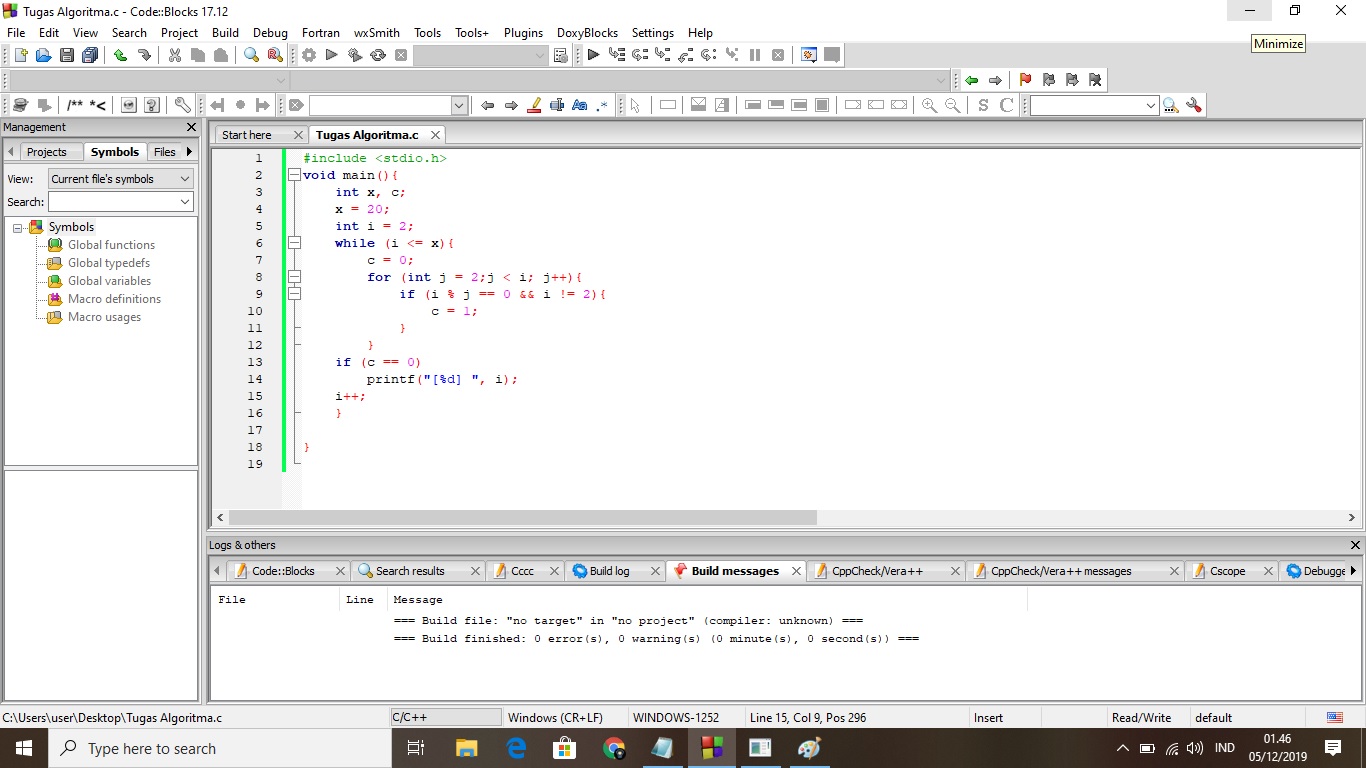 Tugas Algoritma.c - Code::Blocks 17.12
File Edit View Search Project Build Debug Fortran wxSmith Tools Tools+ Plugins DoxyBlocks Settings Help
Minimize
/** *<
Aa .*
S C
Management
Start here Tugas Algoritma.c
Projects Symbols Files
View: Current file's symbols
Search:
Symbols
Global functions
Global typedefs
Global variables
Macro definitions
Macro usages
1 #include <stdio.h>
2 void main(){
3 int x, c;
4 x = 20;
5 int i = 2;
6 while (i <= x){
7 c = 0;
8 for (int j = 2;j < i; j++){
9 if (i % j == 0 && i != 2){
10 c = 1;
11 }
12 }
13 if (c == 0)
14 printf("[%d] ", i);
15 i++;
16 }
17
18 }
19
Logs & others
Code::Blocks Search results Cccc Build log Build messages CppCheck/Vera++ CppCheck/Vera++ messages Cscope Debugge
File Line Message
=== Build file: "no target" in "no project" (compiler: unknown) ===
=== Build finished: 0 error(s), 0 warning(s) (0 minute(s), 0 second(s)) ===
C:\Users\user\Desktop\Tugas Algoritma.c C/C++ Windows (CR+LF) WINDOWS-1252 Line 15, Col 9, Pos 296 Insert Read/Write default
Type here to search
IND
01.46
05/12/2019